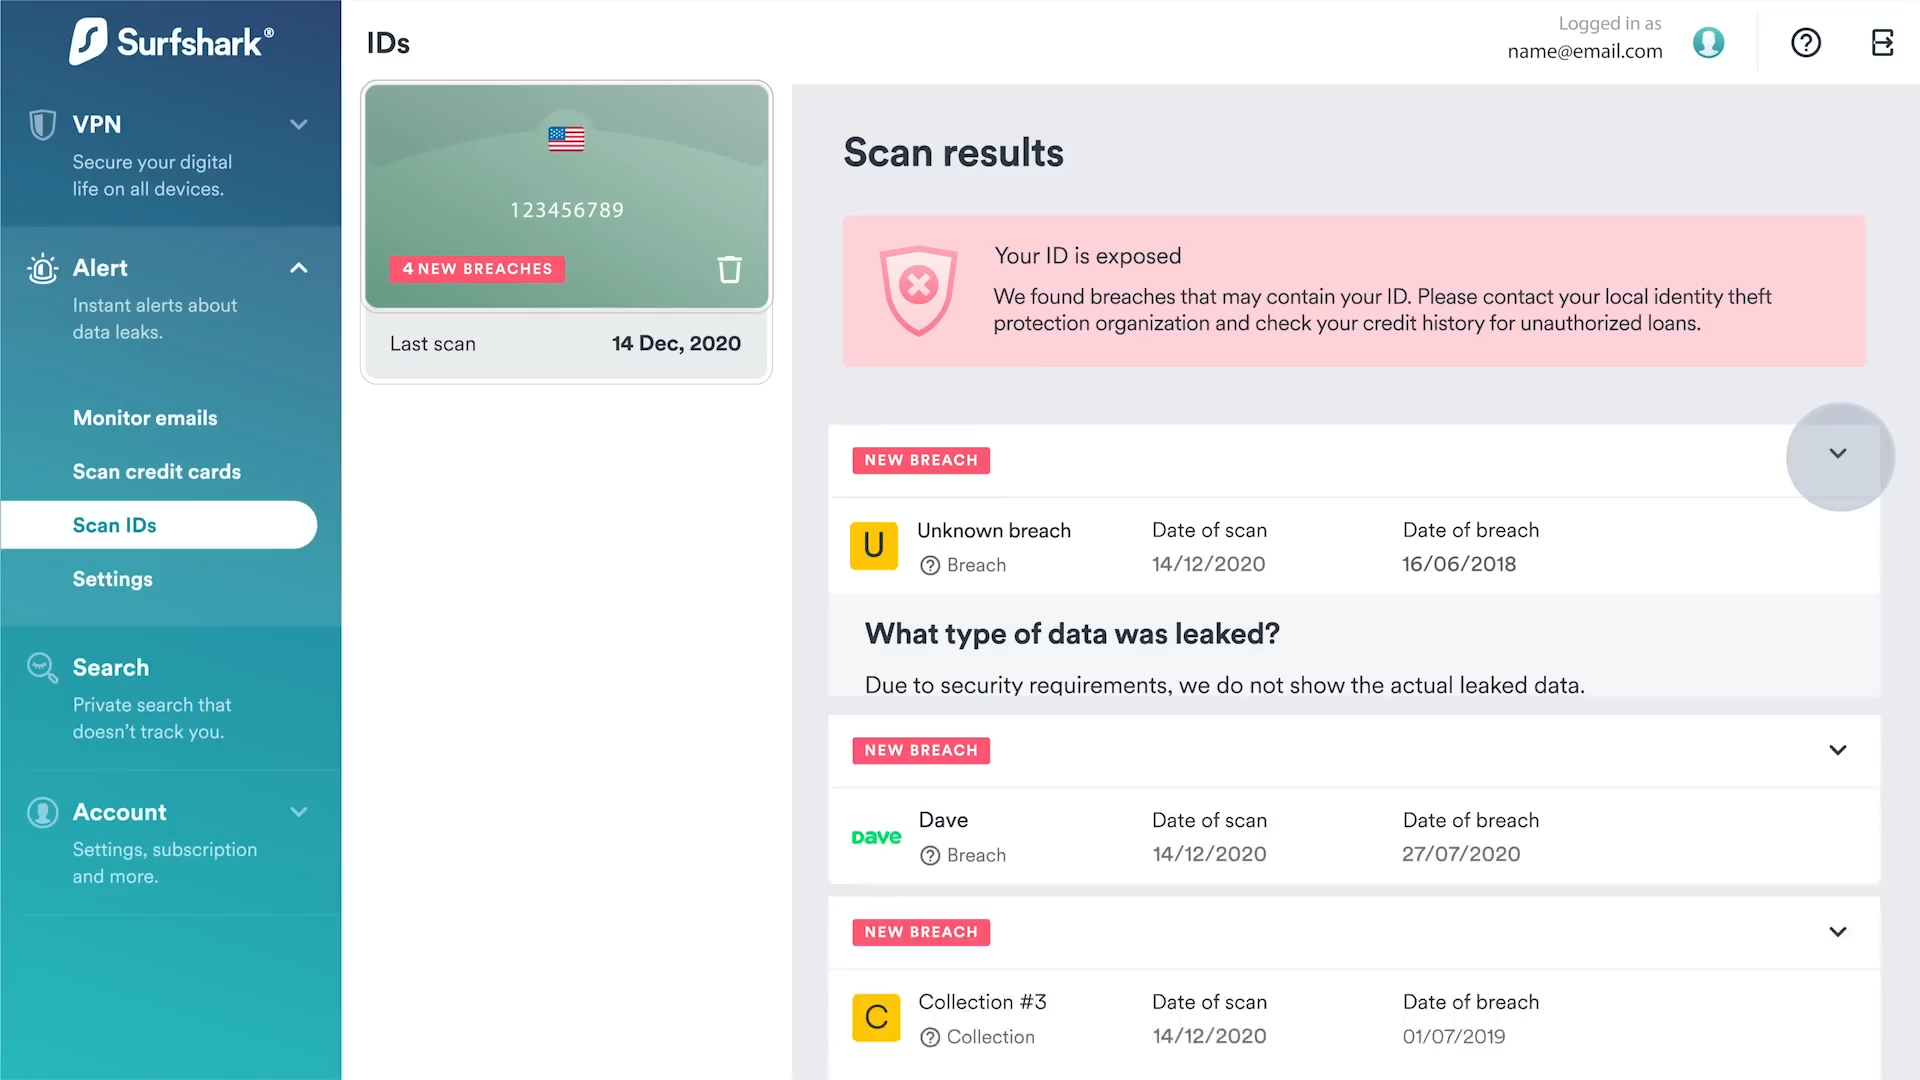 Surfshark®
VPN
Secure your digital
life on all devices.
Alert
Instant alerts about
data leaks.
Monitor emails
Scan credit cards
Scan IDs
Settings
Search
Private search that
doesn't track you.
Account
Settings, subscription
and more.
IDs
Logged in as
name@email.com
123456789
4 NEW BREACHES
Last scan 14 Dec, 2020
Scan results
Your ID is exposed
We found breaches that may contain your ID. Please contact your local identity theft
protection organization and check your credit history for unauthorized loans.
NEW BREACH
U
Unknown breach Date of scan Date of breach
Breach 14/12/2020 16/06/2018
What type of data was leaked?
Due to security requirements, we do not show the actual leaked data.
NEW BREACH
Dave
Dave Date of scan Date of breach
Breach 14/12/2020 27/07/2020
NEW BREACH
C
Collection #3 Date of scan Date of breach
Collection 14/12/2020 01/07/2019